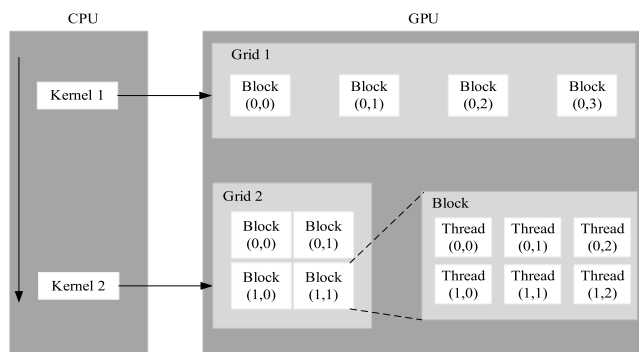 CPU
GPU
Grid 1
Kernel 1
Block
(0,0)
Block
(0,1)
Block
(0,2)
Block
(0,3)
Grid 2
Block
(0,0)
Block
(0,1)
Block
(1,0)
Block
(1,1)
Kernel 2
Block
Thread
(0,0)
Thread
(0,1)
Thread
(0,2)
Thread
(1,0)
Thread
(1,1)
Thread
(1,2)